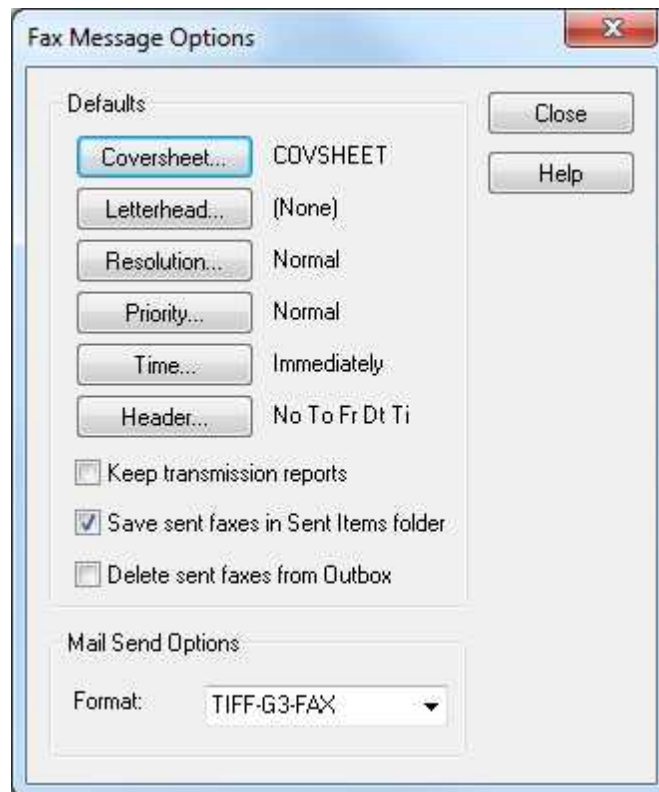 Fax Message Options
Defaults
Coversheet... COVSHEET
Letterhead... (None)
Resolution... Normal
Priority... Normal
Time... Immediately
Header... No To Fr Dt Ti
Keep transmission reports
Save sent faxes in Sent Items folder
Delete sent faxes from Outbox
Close
Help
Mail Send Options
Format: TIFF-G3-FAX